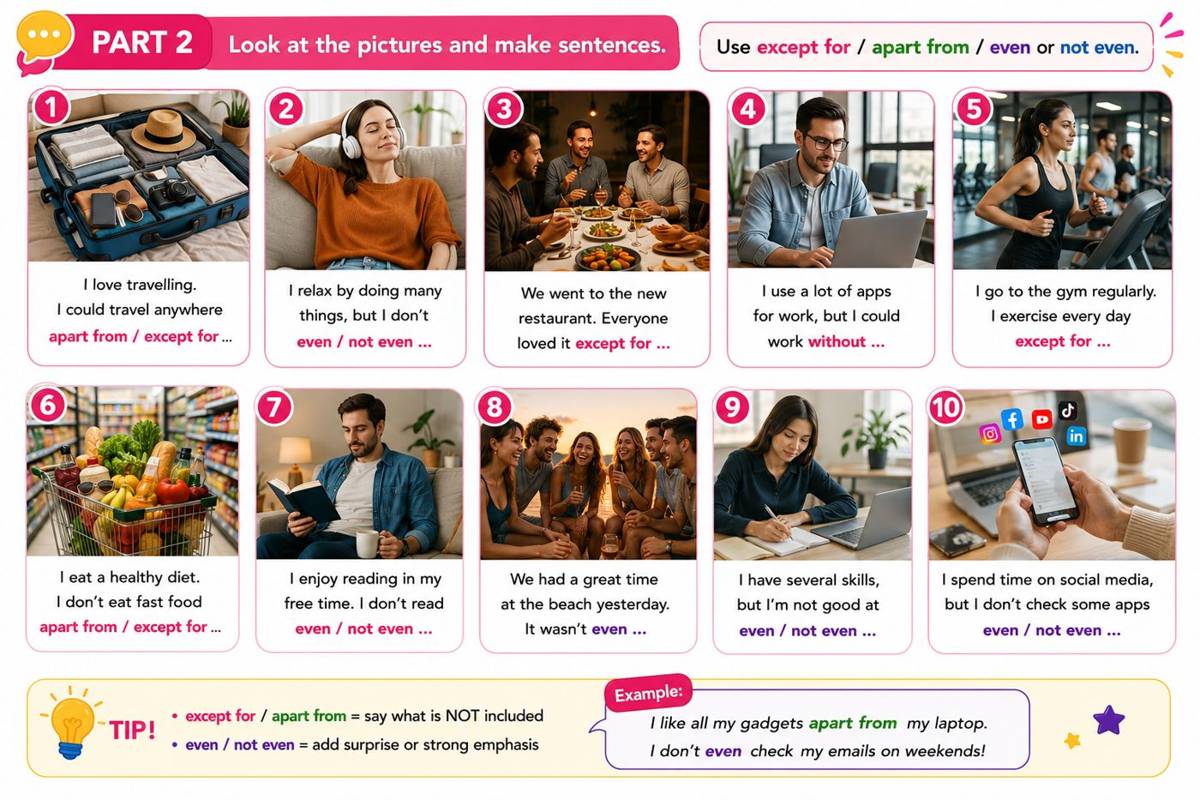 PART 2
Look at the pictures and make sentences.
Use except for / apart from / even or not even.
1
I love travelling.
I could travel anywhere
apart from / except for ...
2
I relax by doing many
things, but I don't
even / not even ...
3
We went to the new
restaurant. Everyone
loved it except for ...
4
I use a lot of apps
for work, but I could
work without ...
5
I go to the gym regularly.
I exercise every day
except for ...
6
I eat a healthy diet.
I don't eat fast food
apart from / except for ...
7
I enjoy reading in my
free time. I don't read
even / not even ...
8
We had a great time
at the beach yesterday.
It wasn't even ...
9
I have several skills,
but I'm not good at
even / not even ...
10
in
I spend time on social media,
but I don't check some apps
even / not even ...
TIP!
• except for / apart from = say what is NOT included
• even / not even = add surprise or strong emphasis
Example:
I like all my gadgets apart from my laptop.
I don't even check my emails on weekends!